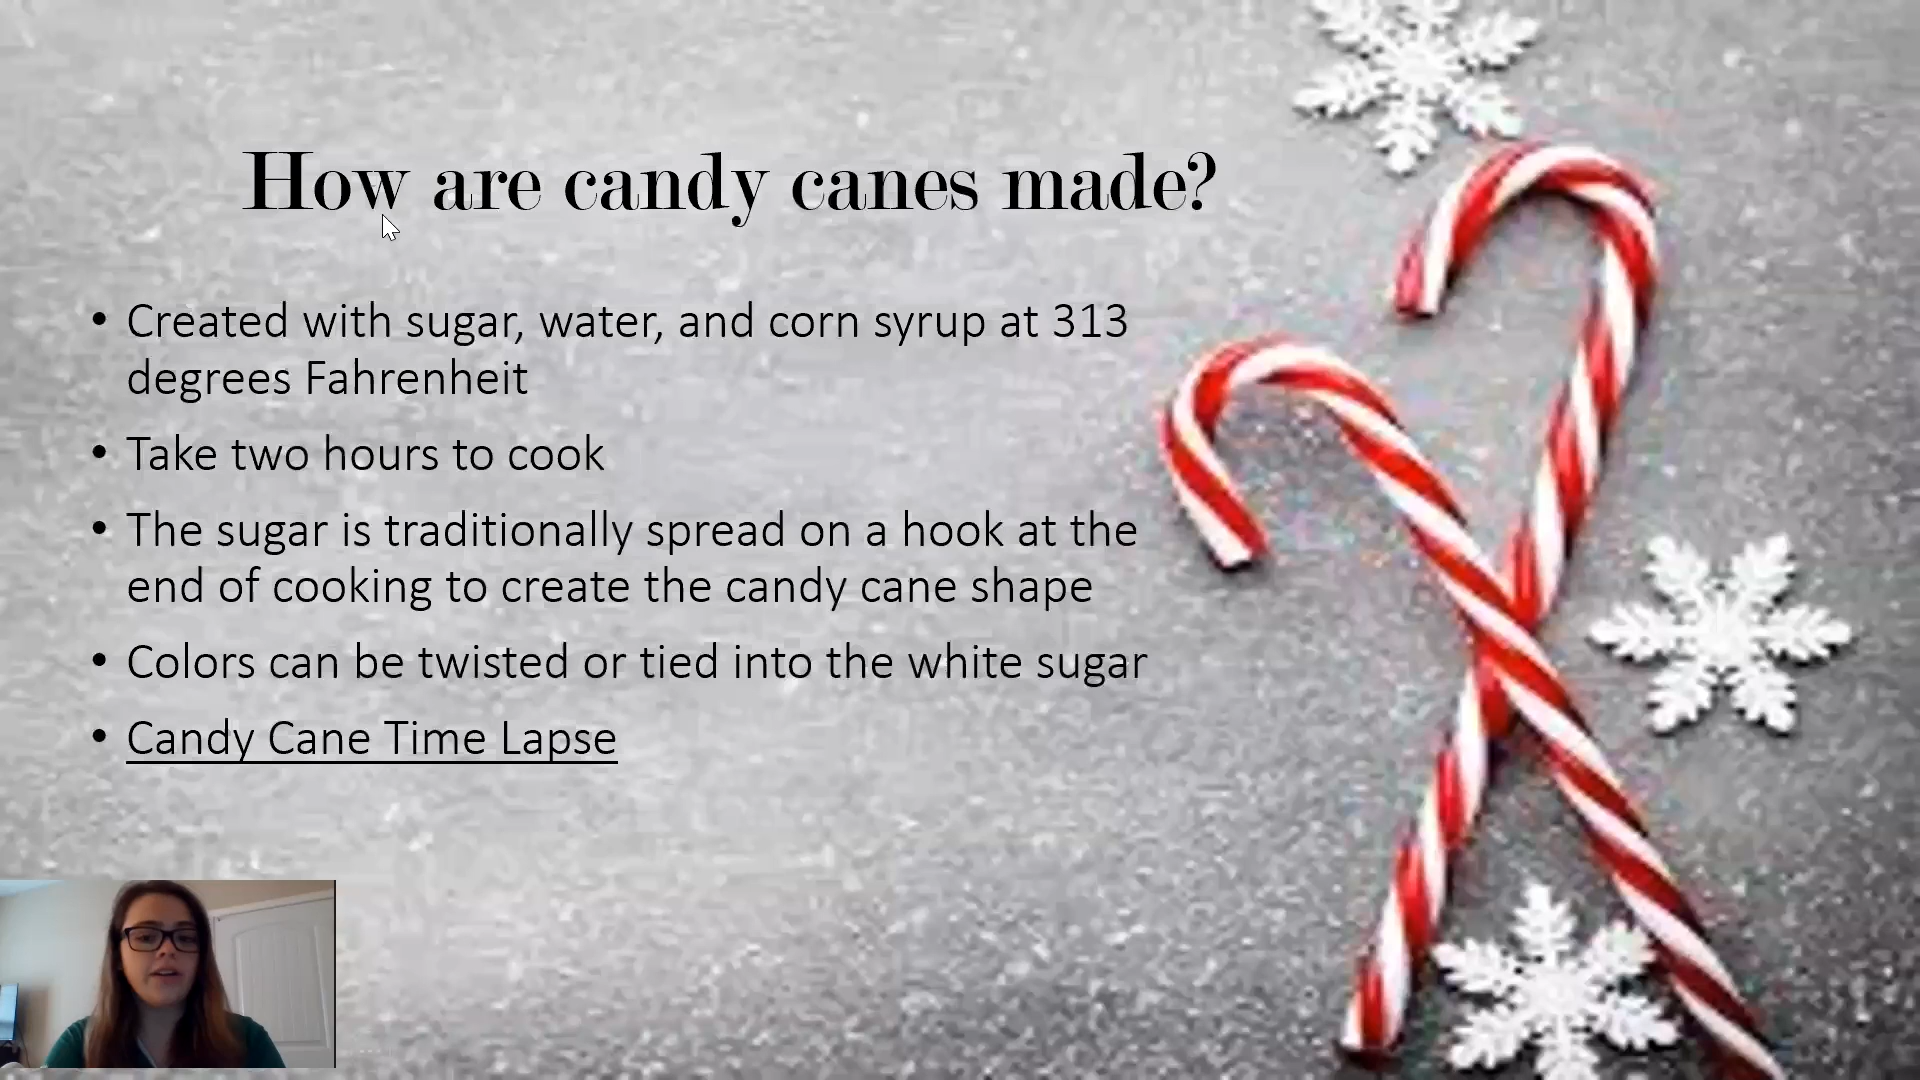 How are candy canes made?
• Created with sugar, water, and corn syrup at 313
degrees Fahrenheit
• Take two hours to cook
• The sugar is traditionally spread on a hook at the
end of cooking to create the candy cane shape
• Colors can be twisted or tied into the white sugar
• Candy Cane Time Lapse